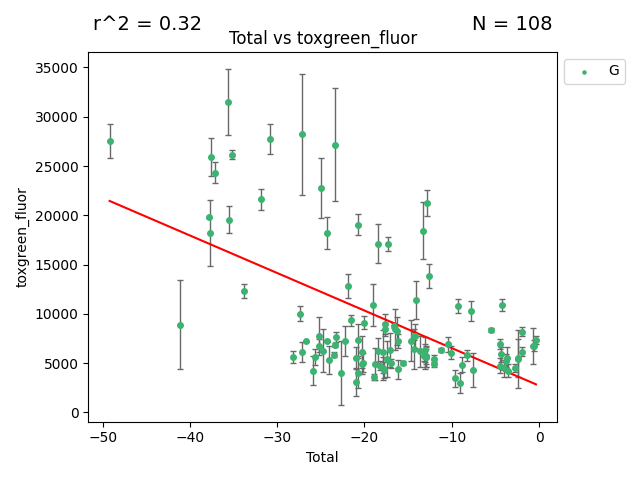 r^2 = 0.32 N = 108
Total vs toxgreen_fluor
G
35000
30000
25000
20000
15000
10000
5000
0
toxgreen_fluor
−50 −40 −30 −20 −10 0
Total